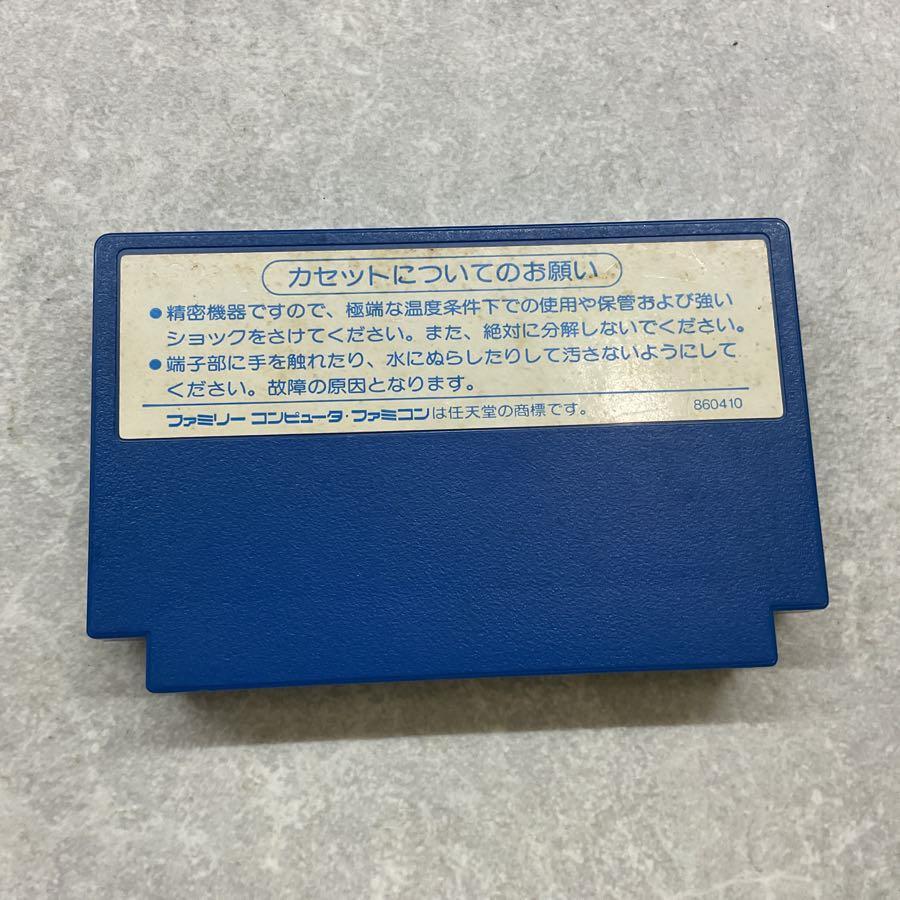 カセットについてのお願い
●精密機器ですので、極端な温度条件下での使用や保管および強い
ショックをさけてください。また、絶対に分解しないでください。
●端子部に手を触れたり、水にぬらしたりして汚さないようにして
ください。故障の原因となります。
ファミリーコンピュータ・ファミコンは任天堂の商標です。 860410